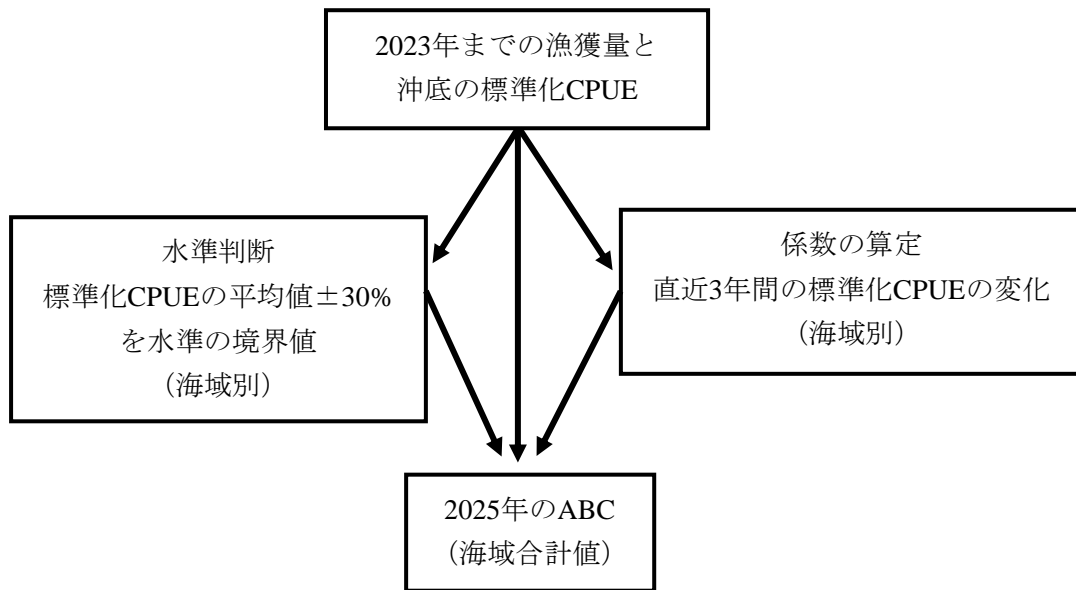 2023年までの漁獲量と
沖底の標準化CPUE
水準判断
標準化CPUEの平均値±30%
を水準の境界値
（海域別）
係数の算定
直近3年間の標準化CPUEの変化
（海域別）
2025年のABC
（海域合計値）